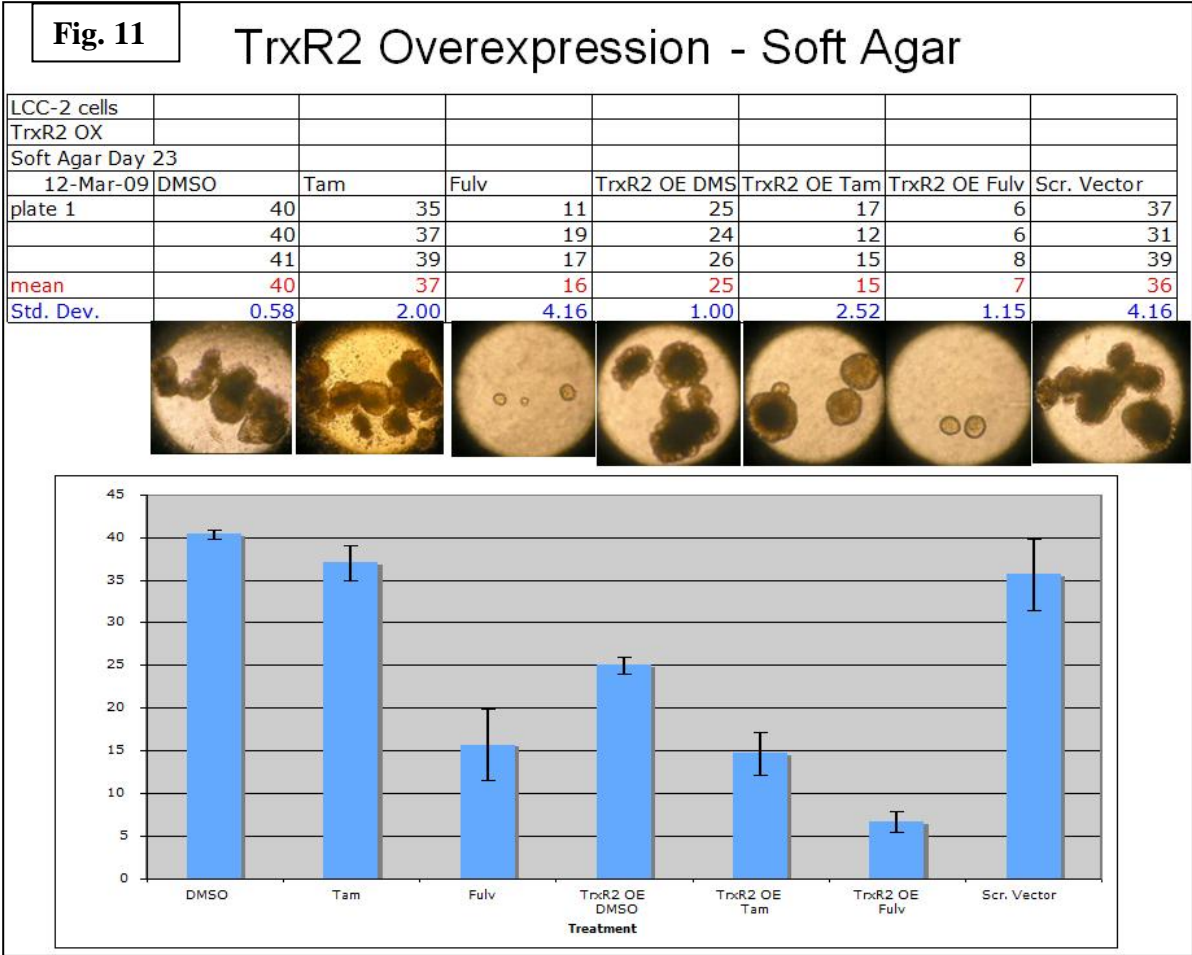 Fig. 11
TrxR2 Overexpression - Soft Agar
LCC-2 cells
TrxR2 OX
Soft Agar Day 23
12-Mar-09 DMSO Tam Fulv TrxR2 OE DMS TrxR2 OE Tam TrxR2 OE Fulv Scr. Vector
plate 1 40 35 11 25 17 6 37
40 37 19 24 12 6 31
41 39 17 26 15 8 39
mean 40 37 16 25 15 7 36
Std. Dev. 0.58 2.00 4.16 1.00 2.52 1.15 4.16
45
40
35
30
25
20
15
10
5
0
DMSO Tam Fulv TrxR2 OE TrxR2 OE TrxR2 OE Scr. Vector
DMSO Tam Fulv
Treatment